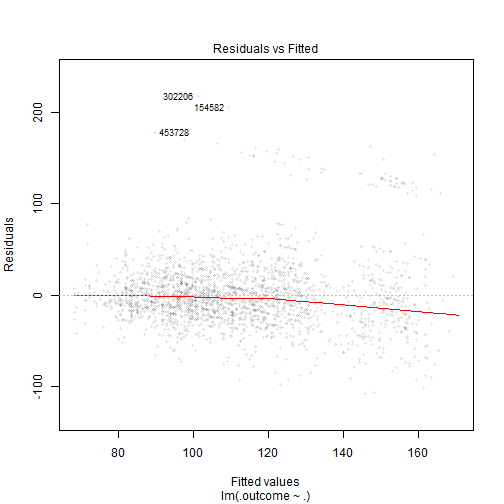 Residuals vs Fitted
302206
154582
453728
200
100
0
-100
Residuals
80 100 120 140 160
Fitted values
lm(.outcome ~ .)